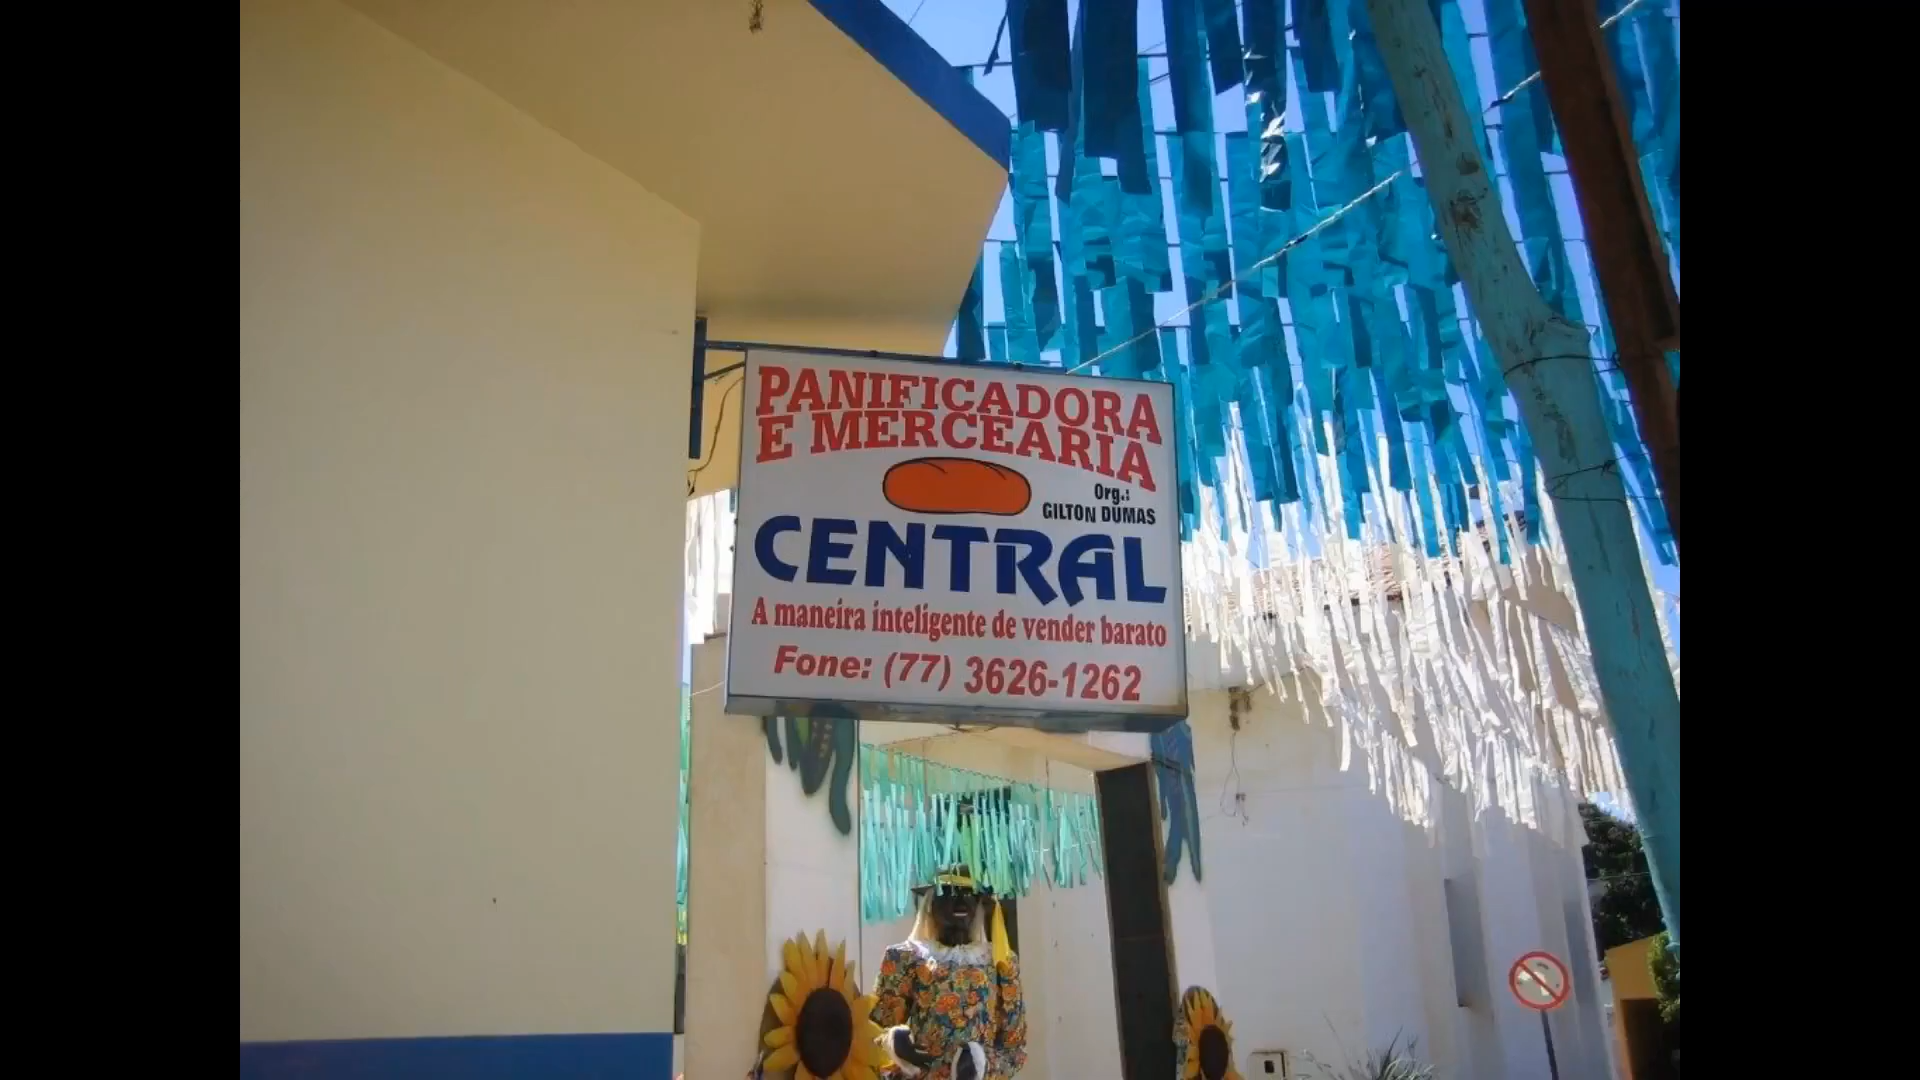 PANIFICADORA
E MERCEARIA
Org.:
GILTON DUMAS
CENTRAL
A maneira inteligente de vender barato
Fone: (77) 3626-1262